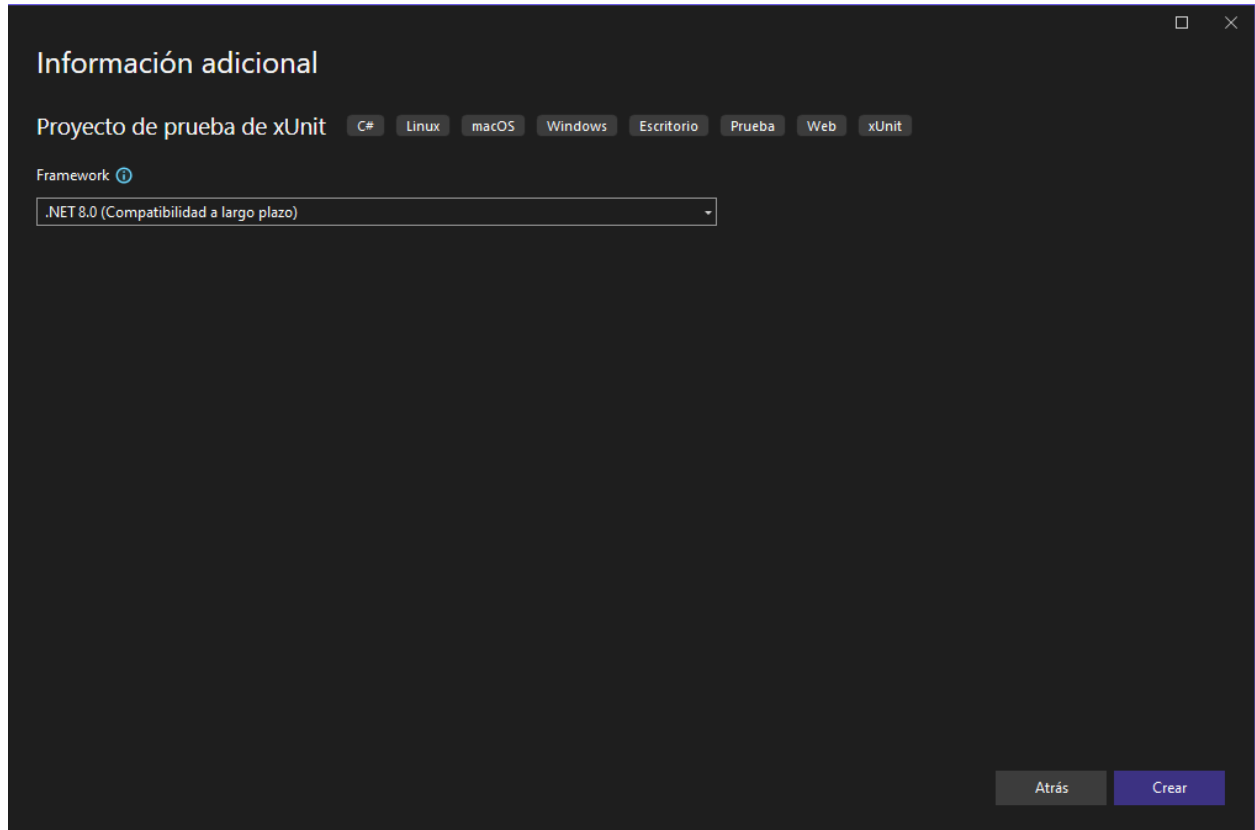 Información adicional
Proyecto de prueba de xUnit C# Linux macOS Windows Escritorio Prueba Web xUnit
Framework
.NET 8.0 (Compatibilidad a largo plazo)
Atrás Crear